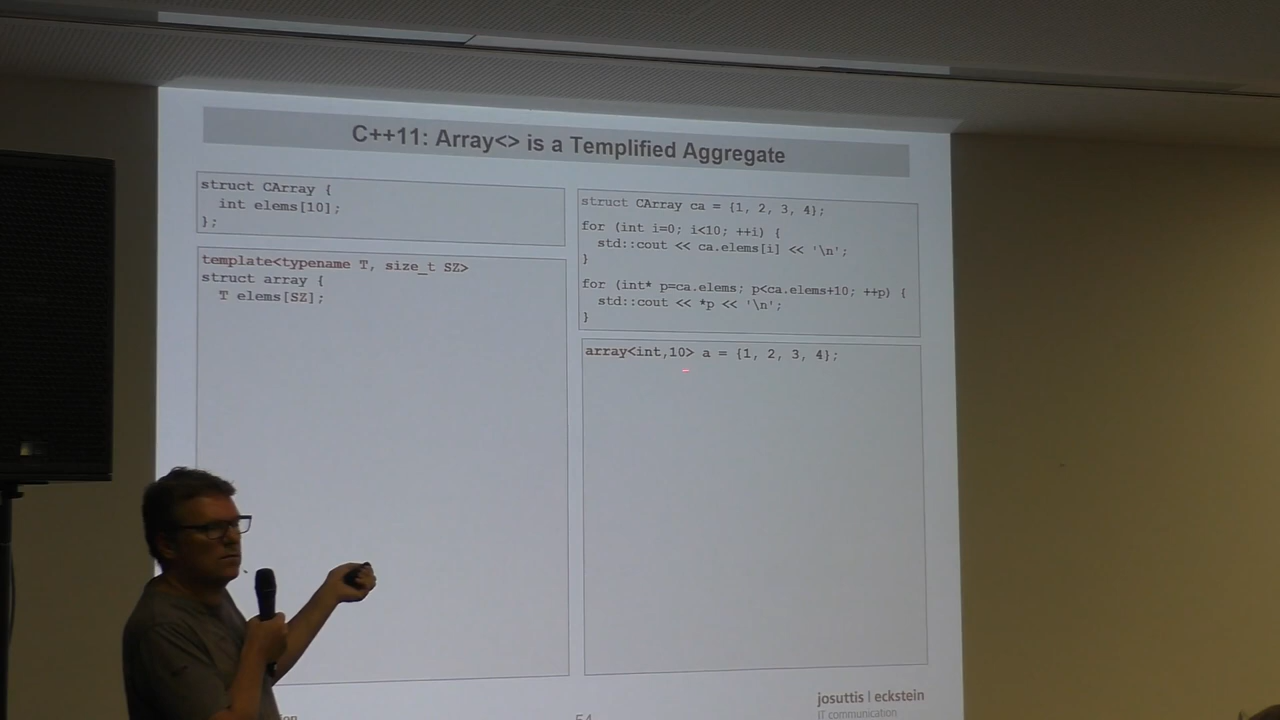 C++11: Array<> is a Templified Aggregate
struct CArray {
  int elems[10];
};
template<typename T, size_t SZ>
struct array {
  T elems[SZ];
struct CArray ca = {1, 2, 3, 4};
for (int i=0; i<10; ++i) {
  std::cout << ca.elems[i] << '\n';
}
for (int* p=ca.elems; p<ca.elems+10; ++p) {
  std::cout << *p << '\n';
}
array<int,10> a = {1, 2, 3, 4};
josuttis | eckstein
IT communication
54